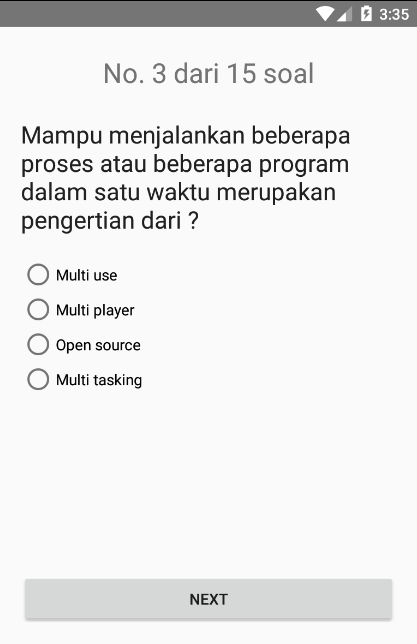 3:35
No. 3 dari 15 soal
Mampu menjalankan beberapa
proses atau beberapa program
dalam satu waktu merupakan
pengertian dari ?
Multi use
Multi player
Open source
Multi tasking
NEXT